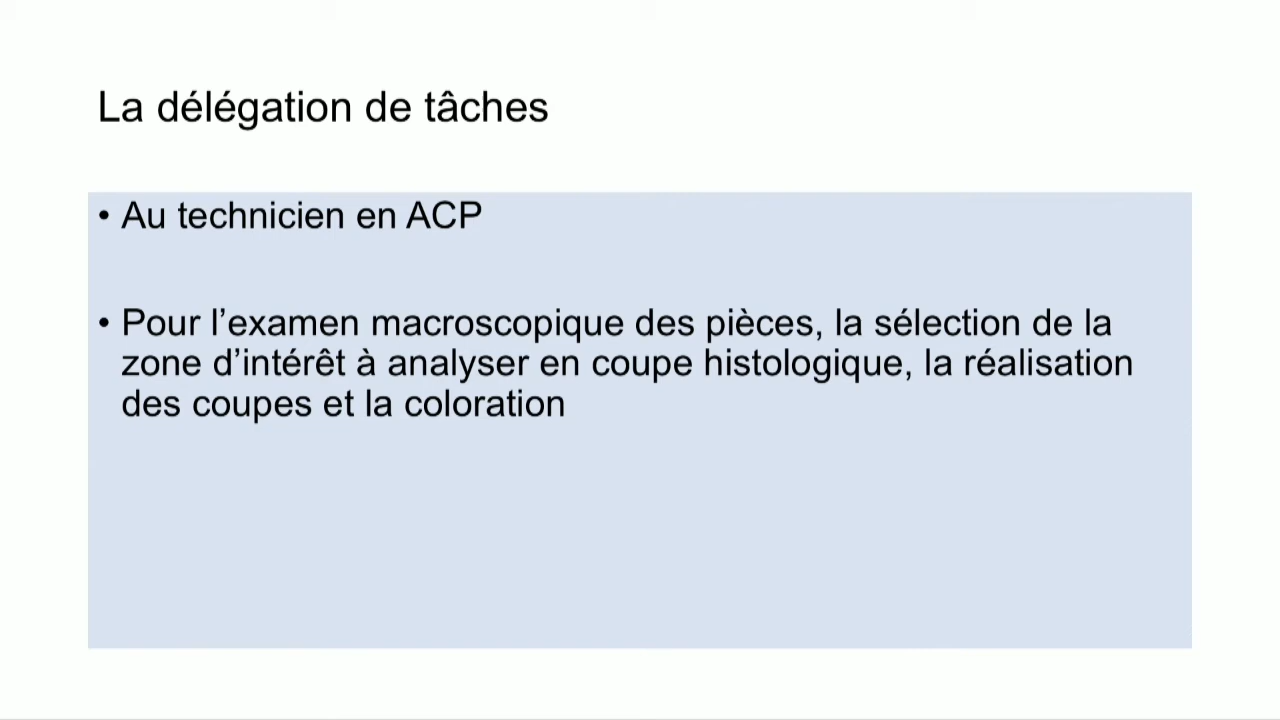 La délégation de tâches
• Au technicien en ACP
• Pour l’examen macroscopique des pièces, la sélection de la
zone d’intérêt à analyser en coupe histologique, la réalisation
des coupes et la coloration